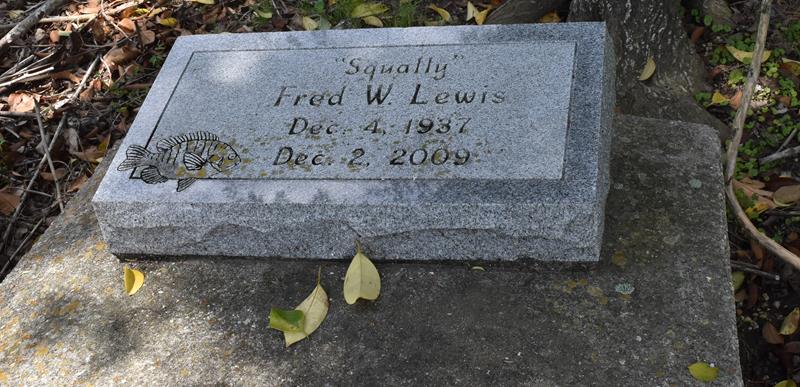 "Squally"
Fred W. Lewis
Dec. 4, 1937
Dec. 2, 2009